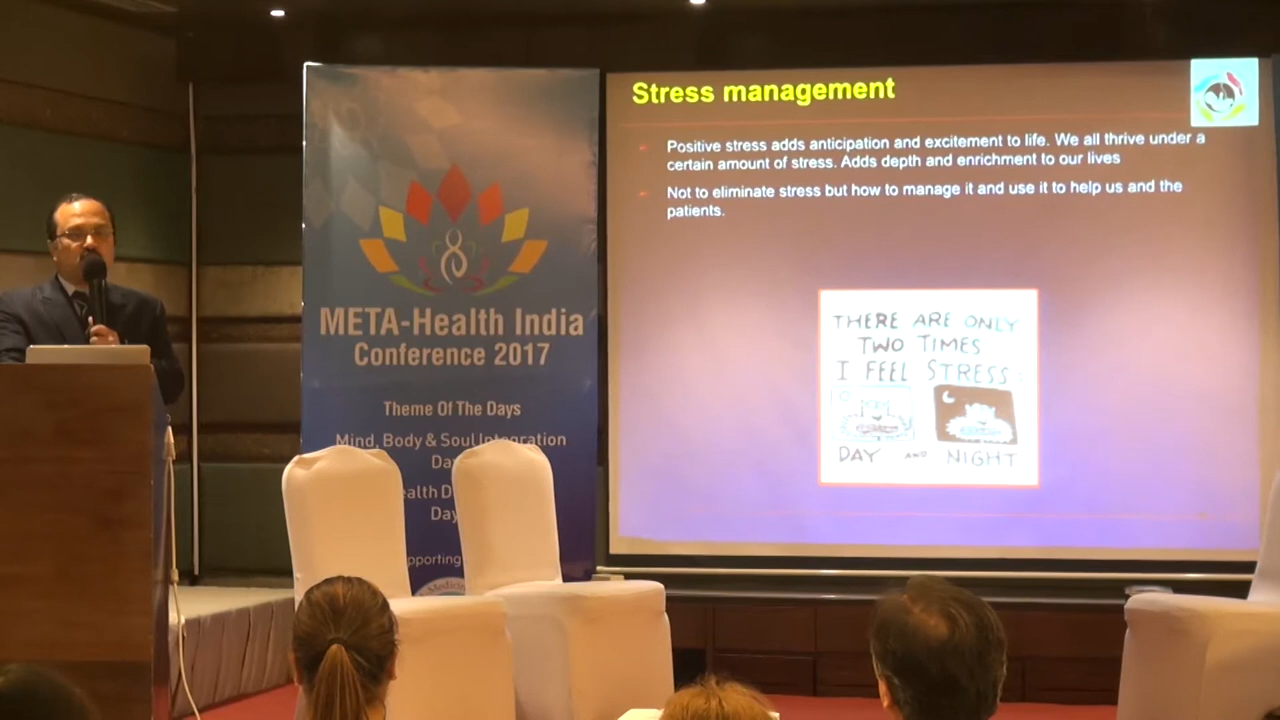 META-Health India
Conference 2017
Theme Of The Days
Mind, Body & Soul Integration
Day
ealth D
Day
pporting
Medicin
Stress management
Positive stress adds anticipation and excitement to life. We all thrive under a
certain amount of stress. Adds depth and enrichment to our lives
Not to eliminate stress but how to manage it and use it to help us and the
patients.
THERE ARE ONLY
TWO TIMES
I FEEL STRESS:
DAY AND NIGHT